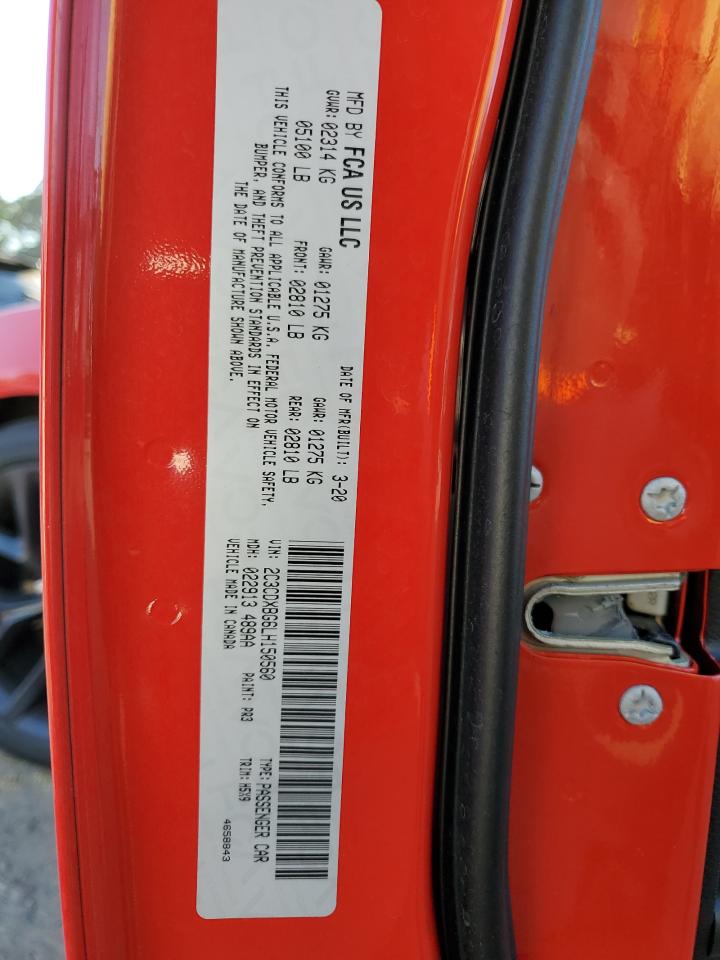 MFD BY FCA US LLC
DATE OF MFR(BUILT): 3-20
GVWR: 02314 KG GAWR: 01275 KG GAWR: 01275 KG
05100 LB FRONT: 02810 LB REAR: 02810 LB
THIS VEHICLE CONFORMS TO ALL APPLICABLE U.S.A. FEDERAL MOTOR VEHICLE SAFETY,
BUMPER, AND THEFT PREVENTION STANDARDS IN EFFECT ON
THE DATE OF MANUFACTURE SHOWN ABOVE.
VIN: 2C3CDXBG6LH150560 TYPE: PASSENGER CAR
MDH: 022913 489AA PAINT: PR3 TRIM: H5X9
VEHICLE MADE IN CANADA
4658843